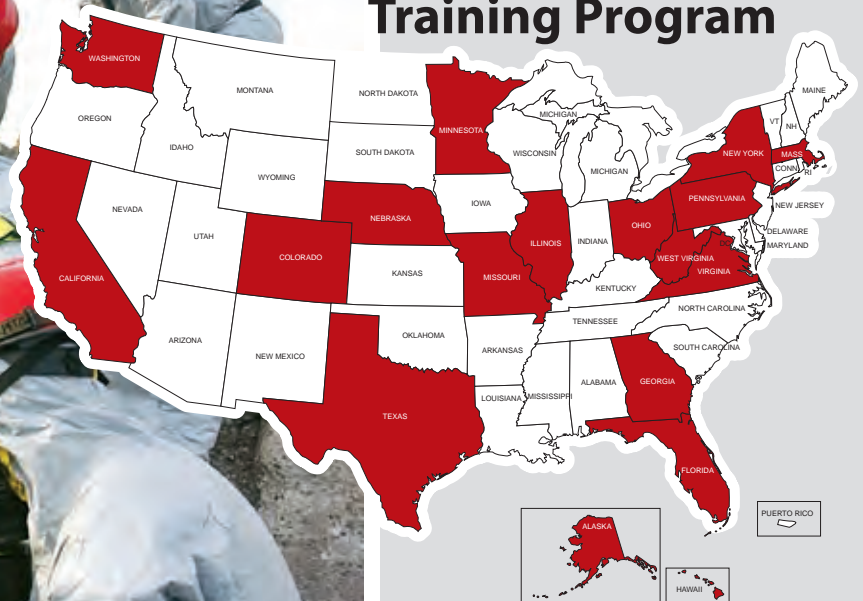 Training Program
WASHINGTON
MONTANA
NORTH DAKOTA
MINNESOTA
MAINE
OREGON
IDAHO
SOUTH DAKOTA
WISCONSIN
MICHIGAN
MICHIGAN
VT
NH
NEW YORK
MASS
CONN
RI
WYOMING
NEVADA
UTAH
COLORADO
NEBRASKA
IOWA
ILLINOIS
INDIANA
OHIO
PENNSYLVANIA
NEW JERSEY
DELAWARE
MARYLAND
DC
WEST VIRGINIA
VIRGINIA
CALIFORNIA
KANSAS
MISSOURI
KENTUCKY
NORTH CAROLINA
TENNESSEE
SOUTH CAROLINA
ARIZONA
NEW MEXICO
OKLAHOMA
ARKANSAS
LOUISIANA
MISSISSIPPI
ALABAMA
GEORGIA
TEXAS
FLORIDA
ALASKA
HAWAII
PUERTO RICO